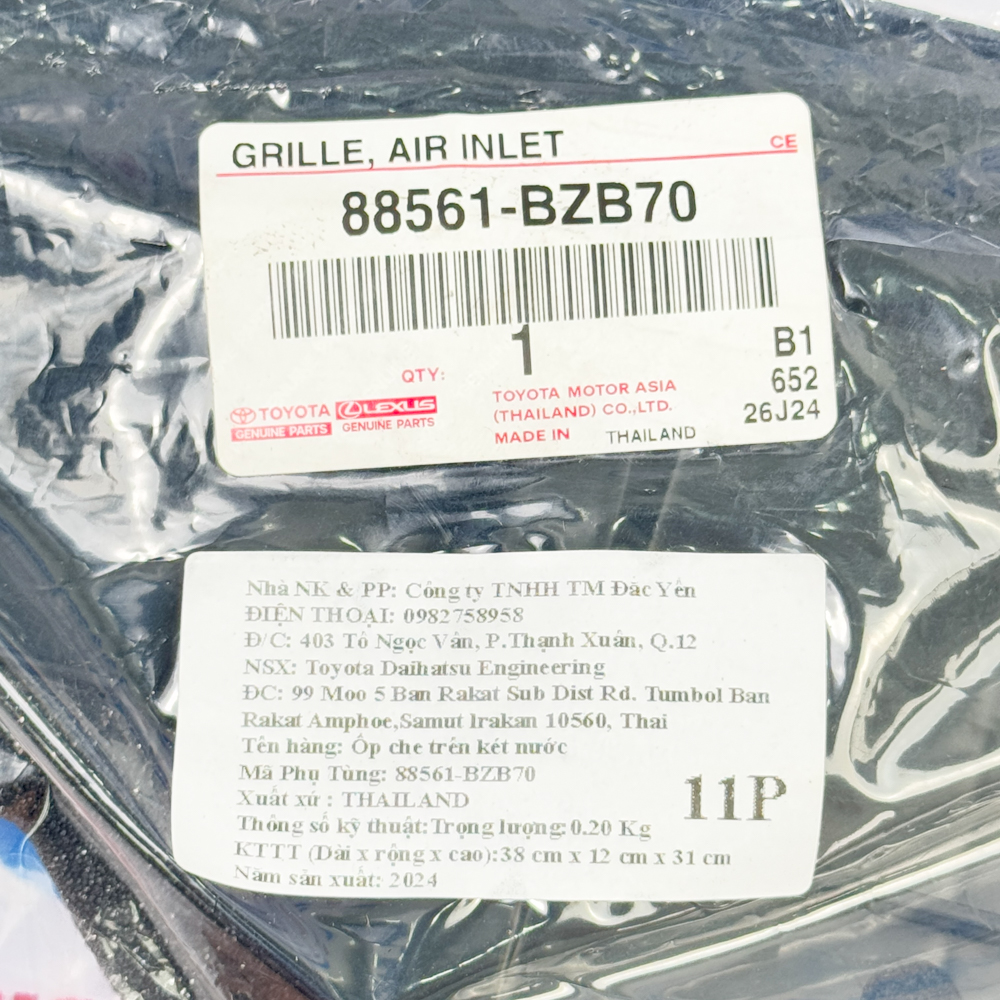 GRILLE, AIR INLET
CE
88561-BZB70
1
QTY:
B1
652
26J24
TOYOTA
GENUINE PARTS
LEXUS
GENUINE PARTS
TOYOTA MOTOR ASIA
(THAILAND) CO.,LTD.
MADE IN THAILAND
Nhà NK & PP: Công ty TNHH TM Đắc Yến
ĐIỆN THOẠI: 0982758958
Đ/C: 403 Tô Ngọc Vân, P.Thạnh Xuân, Q.12
NSX: Toyota Daihatsu Engineering
ĐC: 99 Moo 5 Ban Rakat Sub Dist Rd. Tumbol Ban
Rakat Amphoe,Samut Irakan 10560, Thai
Tên hàng: Ốp che trên két nước
Mã Phụ Tùng: 88561-BZB70
Xuất xứ : THAILAND
11P
Thông số kỹ thuật:Trọng lượng:0.20 Kg
KTTT (Dài x rộng x cao):38 cm x 12 cm x 31 cm
Năm sản xuất: 2024